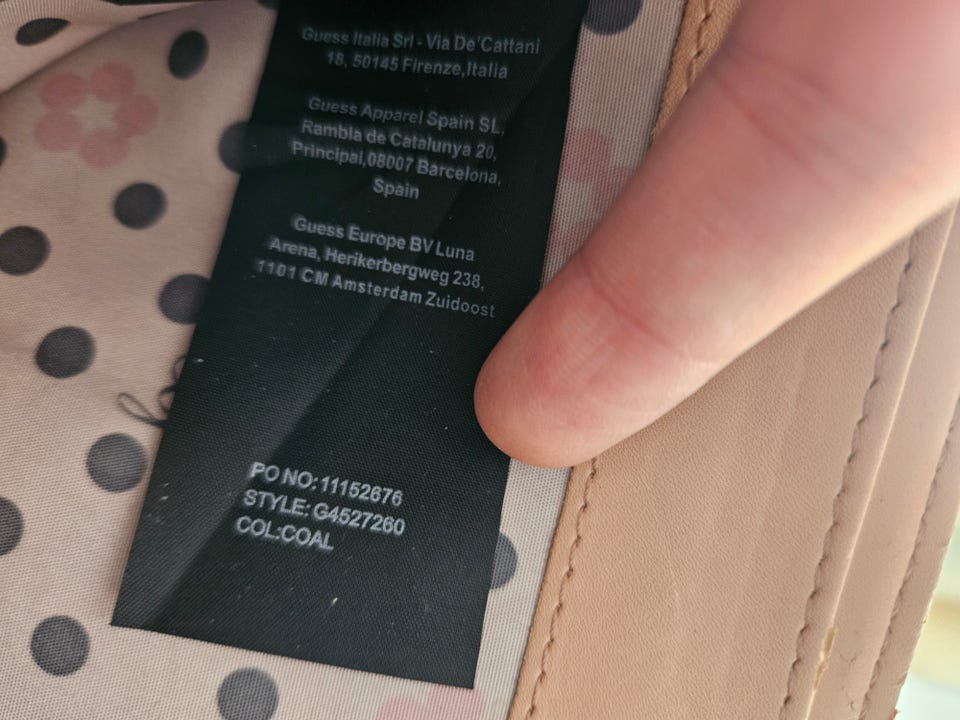 Guess Italia Srl - Via De'Cattani
18, 50145 Firenze,Italia
Guess Apparel Spain SL,
Rambla de Catalunya 20,
Principal,08007 Barcelona,
Spain
Guess Europe BV Luna
Arena, Herikerbergweg 238,
1101 CM Amsterdam Zuidoost
PO NO:11152676
STYLE:G4527260
COL:COAL